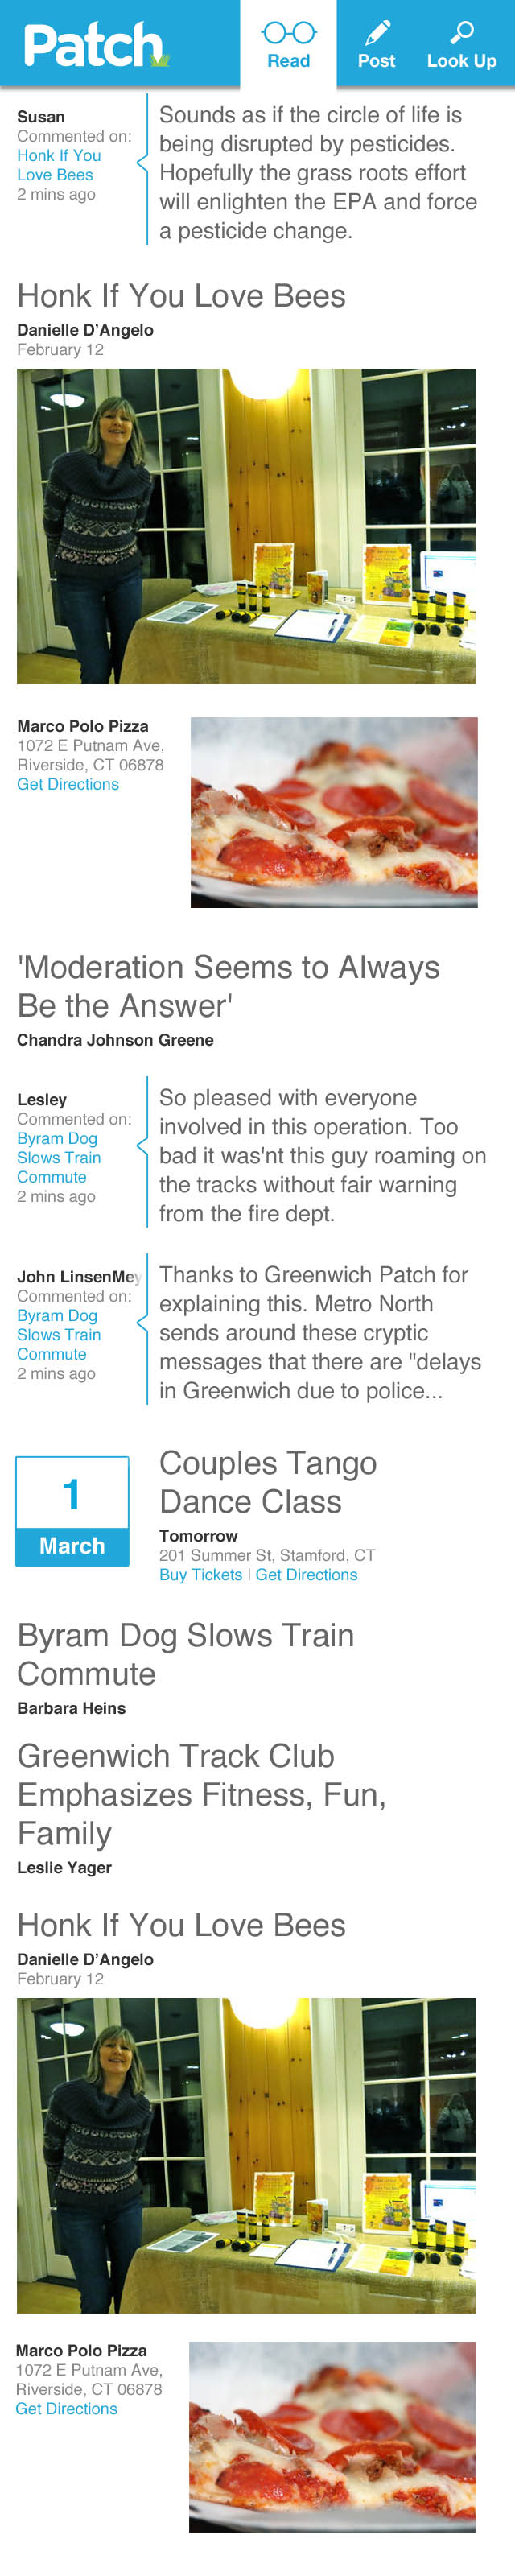 Patch
Read
Post
Look Up
Susan
Commented on:
Honk If You
Love Bees
2 mins ago
Sounds as if the circle of life is
being disrupted by pesticides.
Hopefully the grass roots effort
will enlighten the EPA and force
a pesticide change.
Honk If You Love Bees
Danielle D'Angelo
February 12
Marco Polo Pizza
1072 E Putnam Ave,
Riverside, CT 06878
Get Directions
'Moderation Seems to Always
Be the Answer'
Chandra Johnson Greene
Lesley
Commented on:
Byram Dog
Slows Train
Commute
2 mins ago
So pleased with everyone
involved in this operation. Too
bad it was'nt this guy roaming on
the tracks without fair warning
from the fire dept.
John LinsenMey
Commented on:
Byram Dog
Slows Train
Commute
2 mins ago
Thanks to Greenwich Patch for
explaining this. Metro North
sends around these cryptic
messages that there are "delays
in Greenwich due to police...
1
March
Couples Tango
Dance Class
Tomorrow
201 Summer St, Stamford, CT
Buy Tickets | Get Directions
Byram Dog Slows Train
Commute
Barbara Heins
Greenwich Track Club
Emphasizes Fitness, Fun,
Family
Leslie Yager
Honk If You Love Bees
Danielle D'Angelo
February 12
Marco Polo Pizza
1072 E Putnam Ave,
Riverside, CT 06878
Get Directions